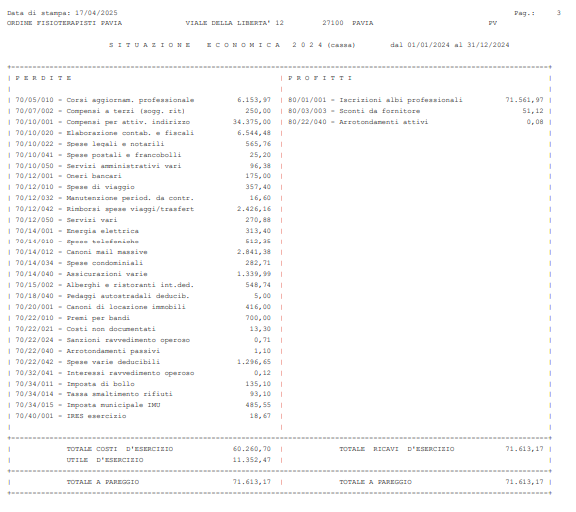 Data di stampa: 17/04/2025 Pag.: 3
ORDINE FISIOTERAPISTI PAVIA VIALE DELLA LIBERTA' 12 27100 PAVIA PV
S I T U A Z I O N E E C O N O M I C A 2 0 2 4 (cassa) dal 01/01/2024 al 31/12/2024
P E R D I T E P R O F I T T I
70/05/010 - Corsi aggiornam. professionale 6.153,97 80/01/001 - Iscrizioni albi professionali 71.561,97
70/07/002 - Compensi a terzi (sogg. rit) 250,00 80/03/003 - Sconti da fornitore 51,12
70/10/001 - Compensi per attiv. indirizzo 34.375,00 80/22/040 - Arrotondamenti attivi 0,08
70/10/020 - Elaborazione contab. e fiscali 6.544,48
70/10/022 - Spese legali e notarili 565,76
70/10/041 - Spese postali e francobolli 25,20
70/10/050 - Servizi amministrativi vari 96,38
70/12/001 - Oneri bancari 175,00
70/12/010 - Spese di viaggio 357,40
70/12/032 - Manutenzione period. da contr. 16,60
70/12/042 - Rimborsi spese viaggi/trasfert 2.426,16
70/12/050 - Servizi vari 270,88
70/14/001 - Energia elettrica 313,40
70/14/010 - Spese telefoniche 512,35
70/14/012 - Canoni mail massive 2.841,38
70/14/034 - Spese condominiali 282,71
70/14/040 - Assicurazioni varie 1.339,99
70/15/002 - Alberghi e ristoranti int.ded. 548,74
70/18/040 - Pedaggi autostradali deducib. 5,00
70/20/001 - Canoni di locazione immobili 416,00
70/22/010 - Premi per bandi 700,00
70/22/021 - Costi non documentati 13,30
70/22/024 - Sanzioni ravvedimento operoso 0,71
70/22/040 - Arrotondamenti passivi 1,10
70/22/042 - Spese varie deducibili 1.296,65
70/32/041 - Interessi ravvedimento operoso 0,12
70/34/011 - Imposta di bollo 135,10
70/34/014 - Tassa smaltimento rifiuti 93,10
70/34/015 - Imposta municipale IMU 485,55
70/40/001 - IRES esercizio 18,67
TOTALE COSTI D'ESERCIZIO 60.260,70 TOTALE RICAVI D'ESERCIZIO 71.613,17
UTILE D'ESERCIZIO 11.352,47
TOTALE A PAREGGIO 71.613,17 TOTALE A PAREGGIO 71.613,17